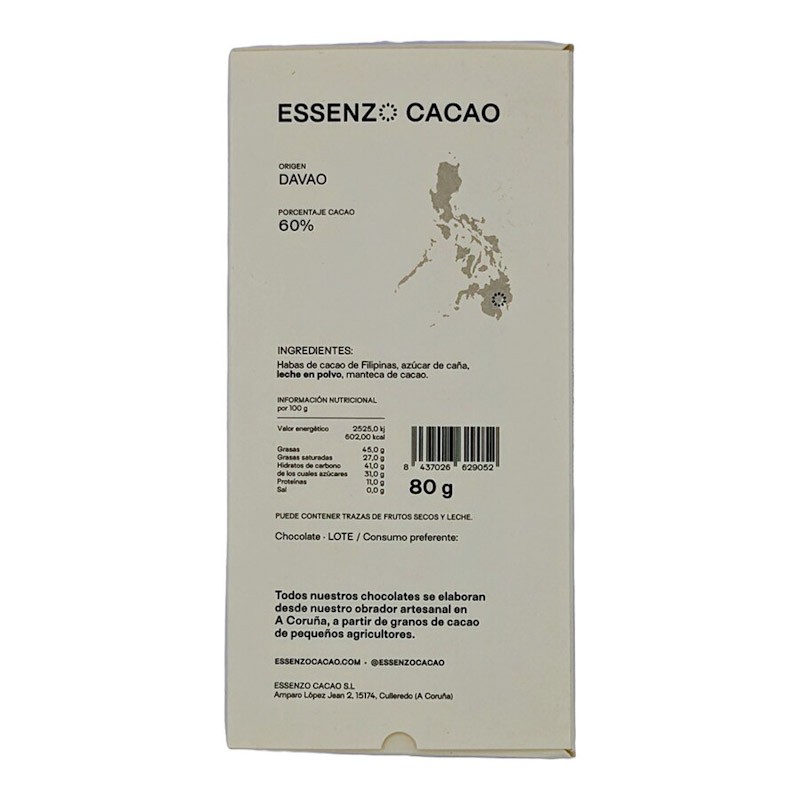 ESSENZO CACAO
ORIGEN
DAVAO
PORCENTAJE CACAO
60%
INGREDIENTES:
Habas de cacao de Filipinas, azúcar de caña,
leche en polvo, manteca de cacao.
INFORMACIÓN NUTRICIONAL
por 100 g
Valor energético 2525,0 kj
602,00 kcal
Grasas 45,0 g
Grasas saturadas 27,0 g
Hidratos de carbono 41,0 g
de los cuales azúcares 31,0 g
Proteínas 11,0 g
Sal 0,0 g
8 437026 629052
80 g
PUEDE CONTENER TRAZAS DE FRUTOS SECOS Y LECHE.
Chocolate · LOTE / Consumo preferente:
Todos nuestros chocolates se elaboran
desde nuestro obrador artesanal en
A Coruña, a partir de granos de cacao
de pequeños agricultores.
ESSENZOCACAO.COM · @ESSENZOCACAO
ESSENZO CACAO S.L
Amparo López Jean 2, 15174, Culleredo (A Coruña)